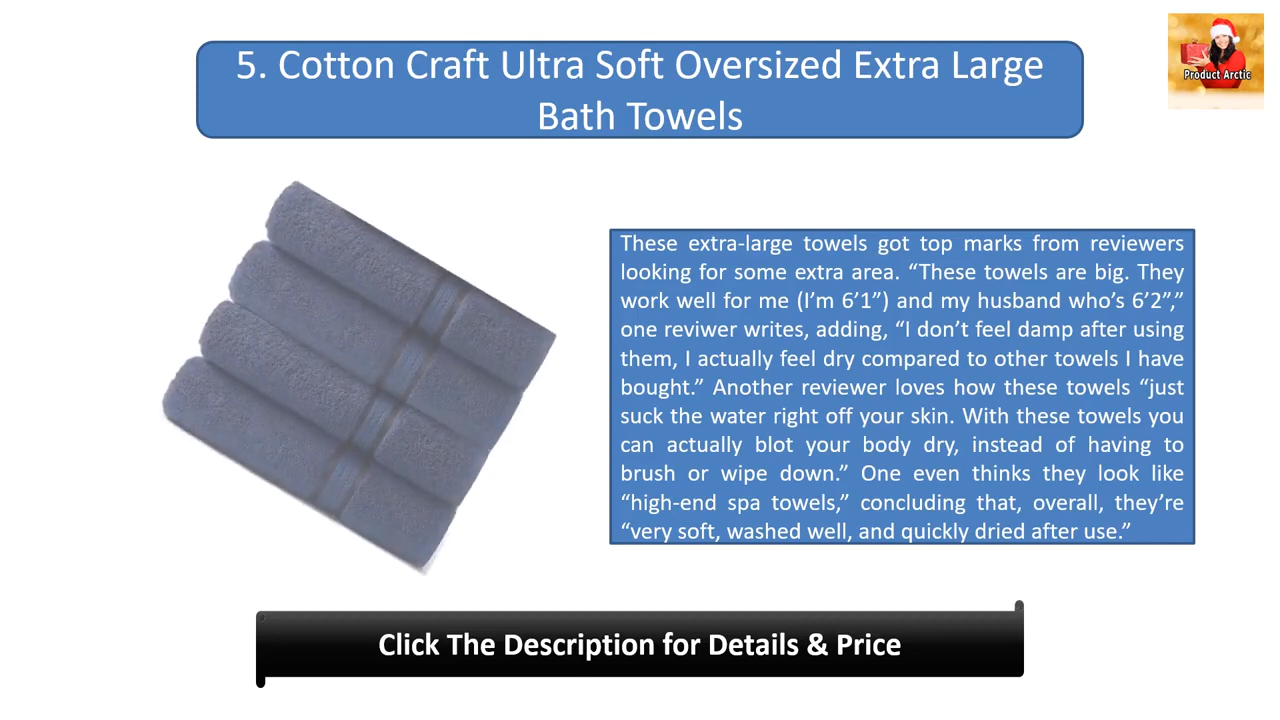 5. Cotton Craft Ultra Soft Oversized Extra Large
Bath Towels
Product Arctic
These extra-large towels got top marks from reviewers
looking for some extra area. “These towels are big. They
work well for me (I’m 6’1”) and my husband who’s 6’2”,”
one reviwer writes, adding, “I don’t feel damp after using
them, I actually feel dry compared to other towels I have
bought.” Another reviewer loves how these towels “just
suck the water right off your skin. With these towels you
can actually blot your body dry, instead of having to
brush or wipe down.” One even thinks they look like
“high-end spa towels,” concluding that, overall, they’re
“very soft, washed well, and quickly dried after use.”
Click The Description for Details & Price